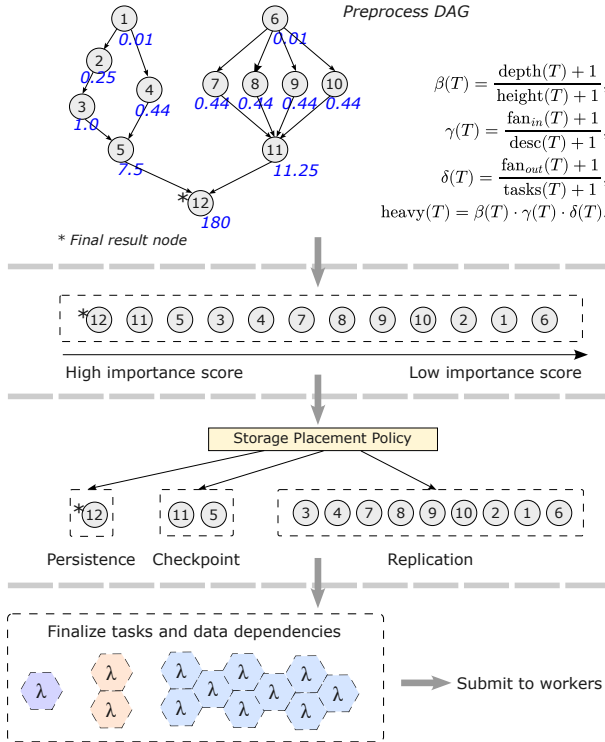 Preprocess DAG
1
0.01
6
0.01
2
0.25
4
0.44
7
0.44
8
0.44
9
0.44
10
0.44
3
1.0
5
7.5
11
11.25
*12
180
β(T) = depth(T) + 1 / height(T) + 1,
γ(T) = fan_in(T) + 1 / desc(T) + 1,
δ(T) = fan_out(T) + 1 / tasks(T) + 1,
heavy(T) = β(T) · γ(T) · δ(T).
* Final result node
*12 11 5 3 4 7 8 9 10 2 1 6
High importance score Low importance score
Storage Placement Policy
*12 11 5 3 4 7 8 9 10 2 1 6
Persistence Checkpoint Replication
Finalize tasks and data dependencies
λ λ λ λ λ λ
λ λ λ
λ λ λ
Submit to workers